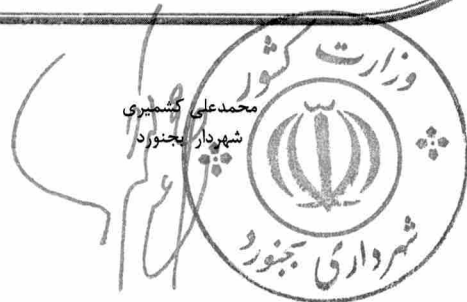 وزارت کشور
محمدعلی کشمیری
شهردار بجنورد
شهرداری بجنورد